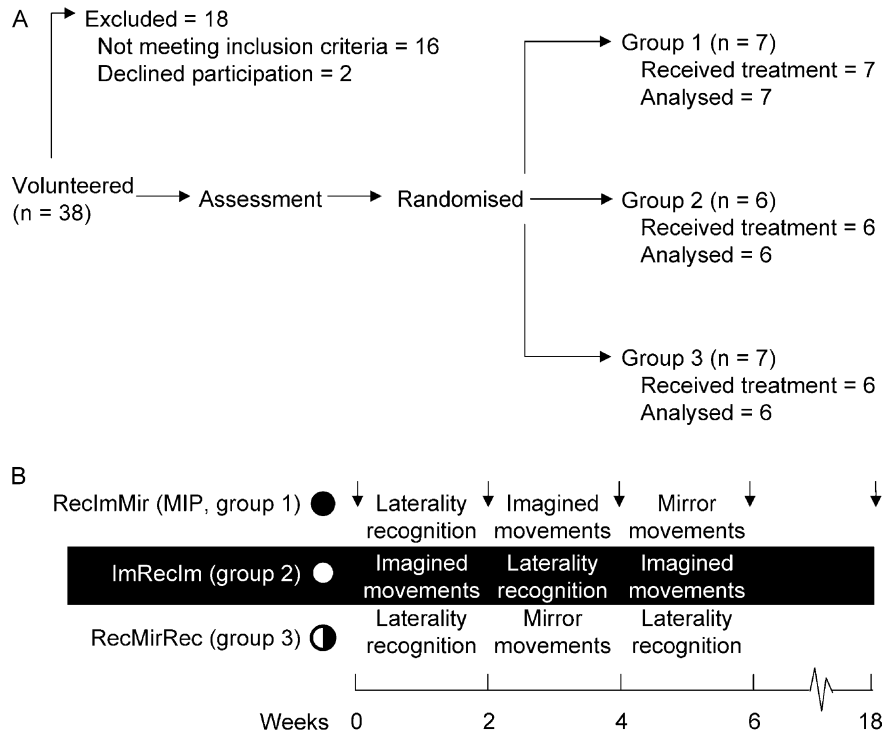 A
Excluded = 18
Not meeting inclusion criteria = 16
Declined participation = 2
Volunteered
(n = 38)
Assessment
Randomised
Group 1 (n = 7)
Received treatment = 7
Analysed = 7
Group 2 (n = 6)
Received treatment = 6
Analysed = 6
Group 3 (n = 7)
Received treatment = 6
Analysed = 6
B
RecImMir (MIP, group 1)
Laterality
recognition
Imagined
movements
Mirror
movements
ImRecIm (group 2)
Imagined
movements
Laterality
recognition
Imagined
movements
RecMirRec (group 3)
Laterality
recognition
Mirror
movements
Laterality
recognition
Weeks 0 2 4 6 18